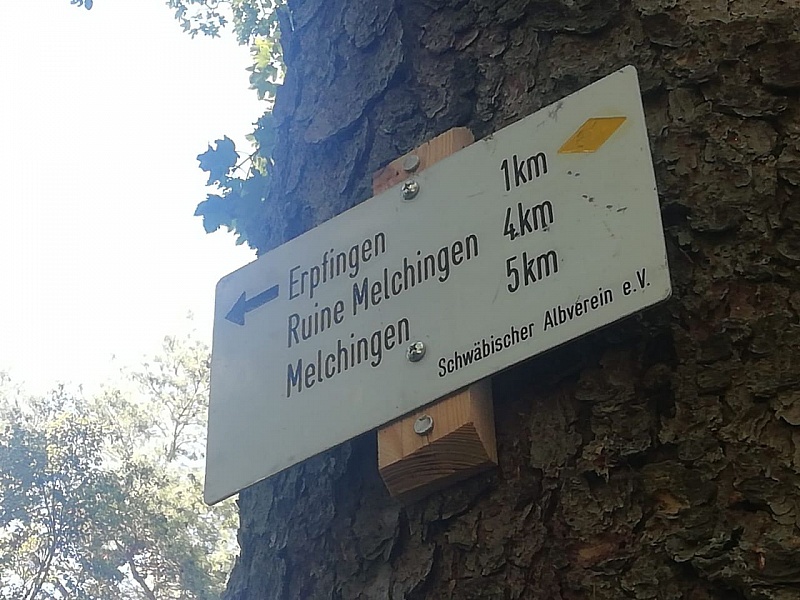 Erpfingen 1km
Ruine Melchingen 4km
Melchingen 5km
Schwäbischer Albverein e.V.